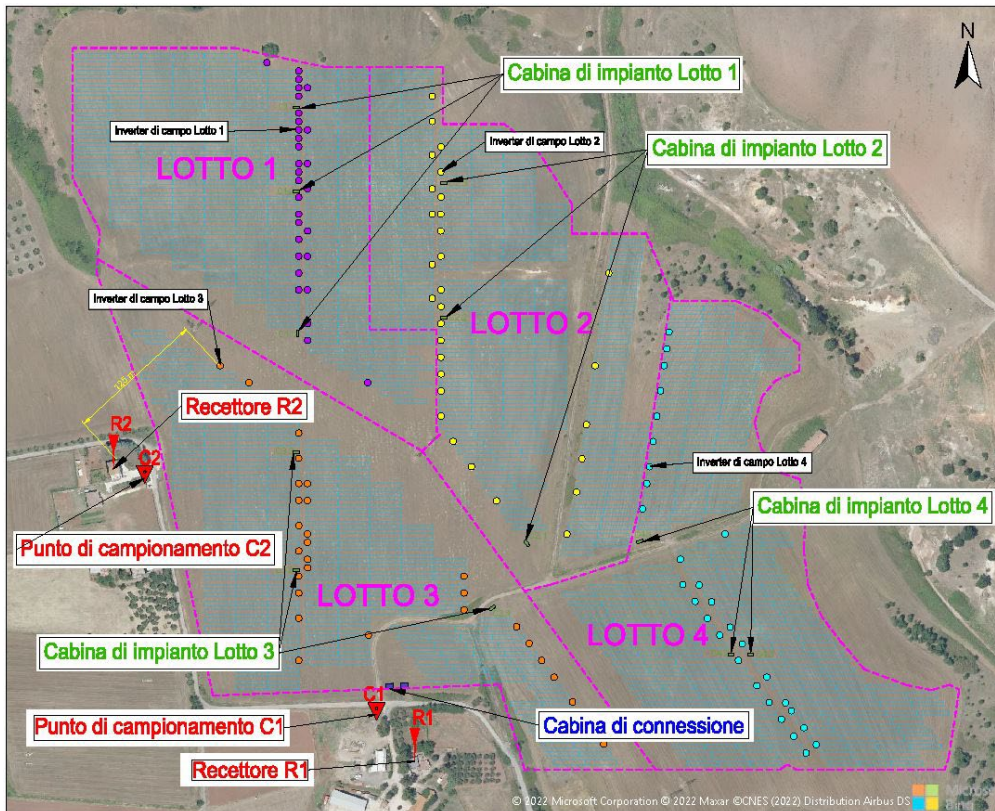 N
Cabina di impianto Lotto 1
Inverter di campo Lotto 1
Inverter di campo Lotto 2
Cabina di impianto Lotto 2
LOTTO 1
Inverter di campo Lotto 3
LOTTO 2
Recettore R2
R2
C2
Inverter di campo Lotto 4
Cabina di impianto Lotto 4
Punto di campionamento C2
LOTTO 3
LOTTO 4
Cabina di impianto Lotto 3
C1
Punto di campionamento C1
R1
Cabina di connessione
Recettore R1
© 2022 Microsoft Corporation © 2022 Maxar ©CNES (2022) Distribution Airbus DS
Microsoft
Bing